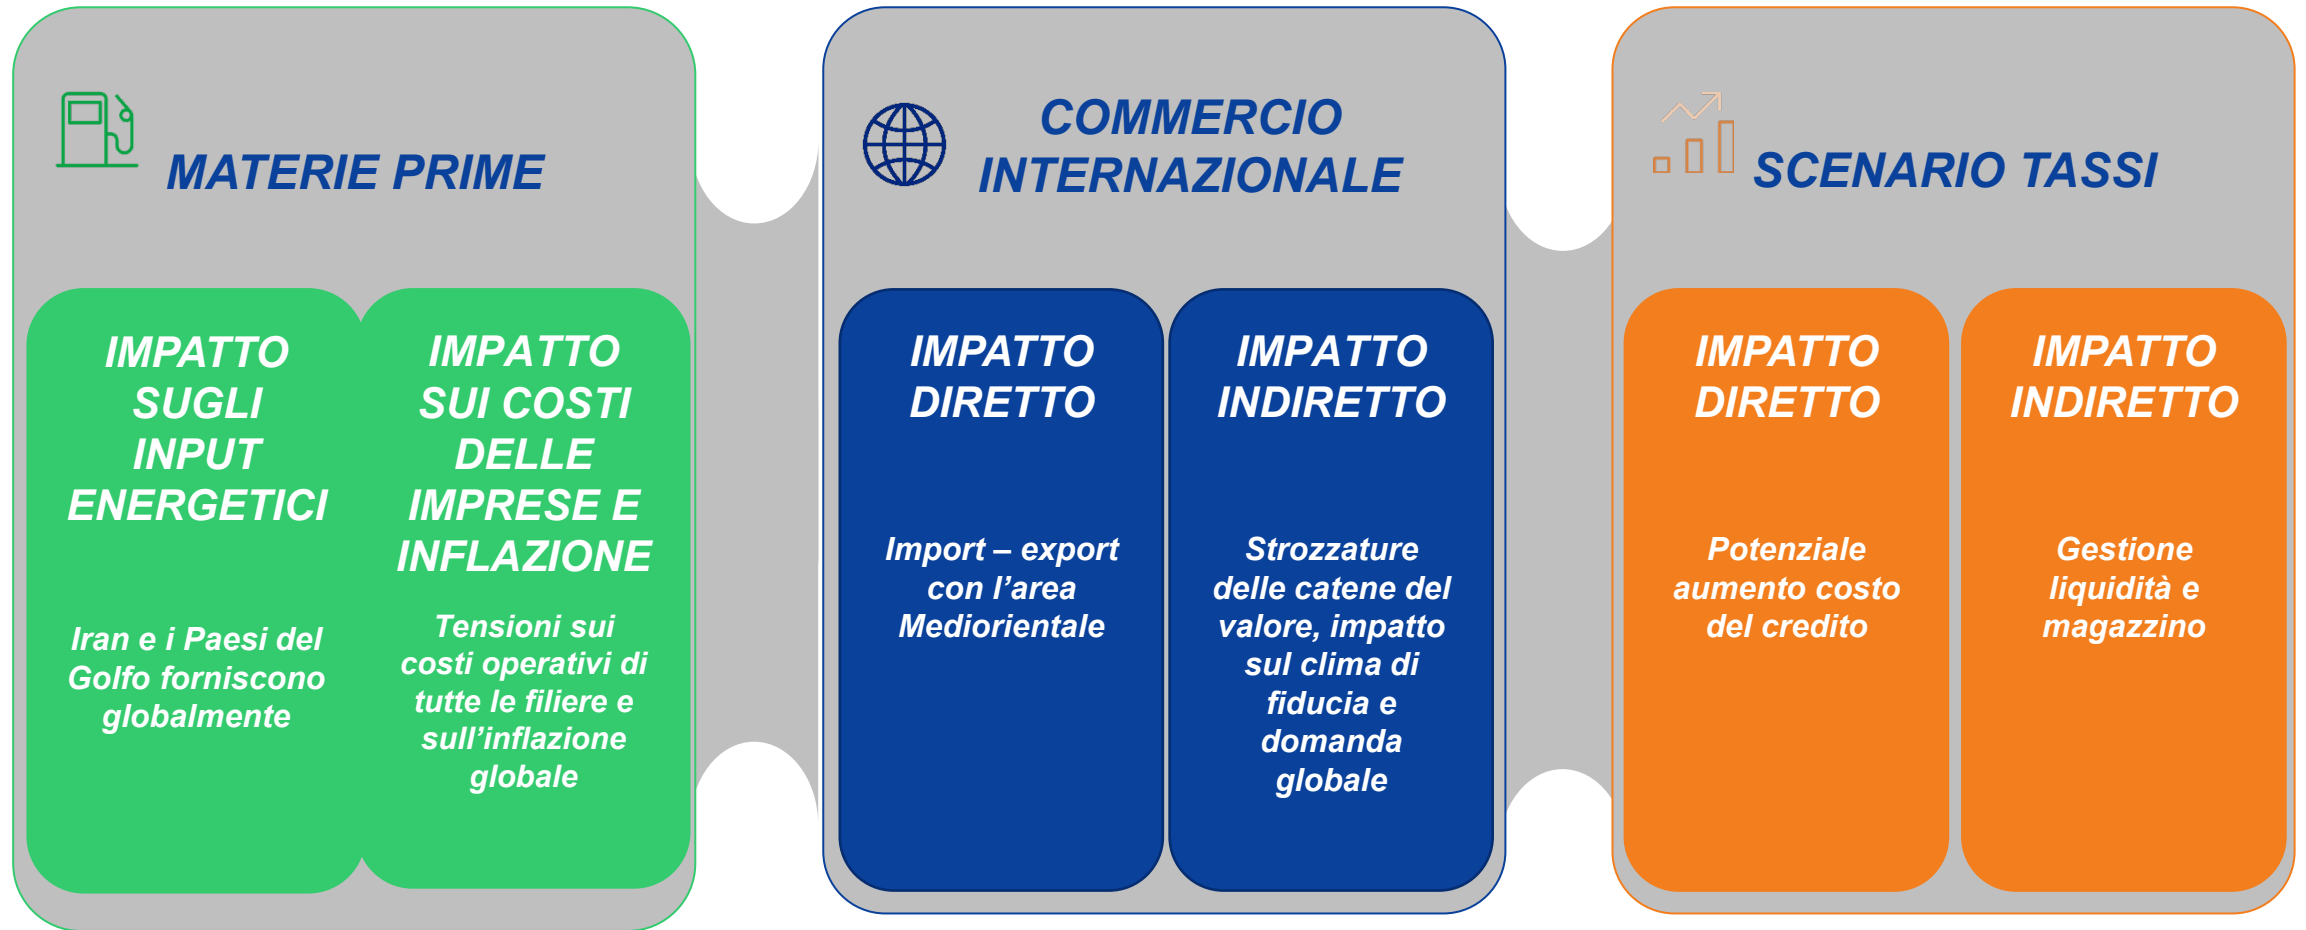 MATERIE PRIME
IMPATTO
SUGLI
INPUT
ENERGETICI
Iran e i Paesi del
Golfo forniscono
globalmente
IMPATTO
SUI COSTI
DELLE
IMPRESE E
INFLAZIONE
Tensioni sui
costi operativi di
tutte le filiere e
sull’inflazione
globale
COMMERCIO
INTERNAZIONALE
IMPATTO
DIRETTO
Import – export
con l’area
Mediorientale
IMPATTO
INDIRETTO
Strozzature
delle catene del
valore, impatto
sul clima di
fiducia e
domanda
globale
SCENARIO TASSI
IMPATTO
DIRETTO
Potenziale
aumento costo
del credito
IMPATTO
INDIRETTO
Gestione
liquidità e
magazzino